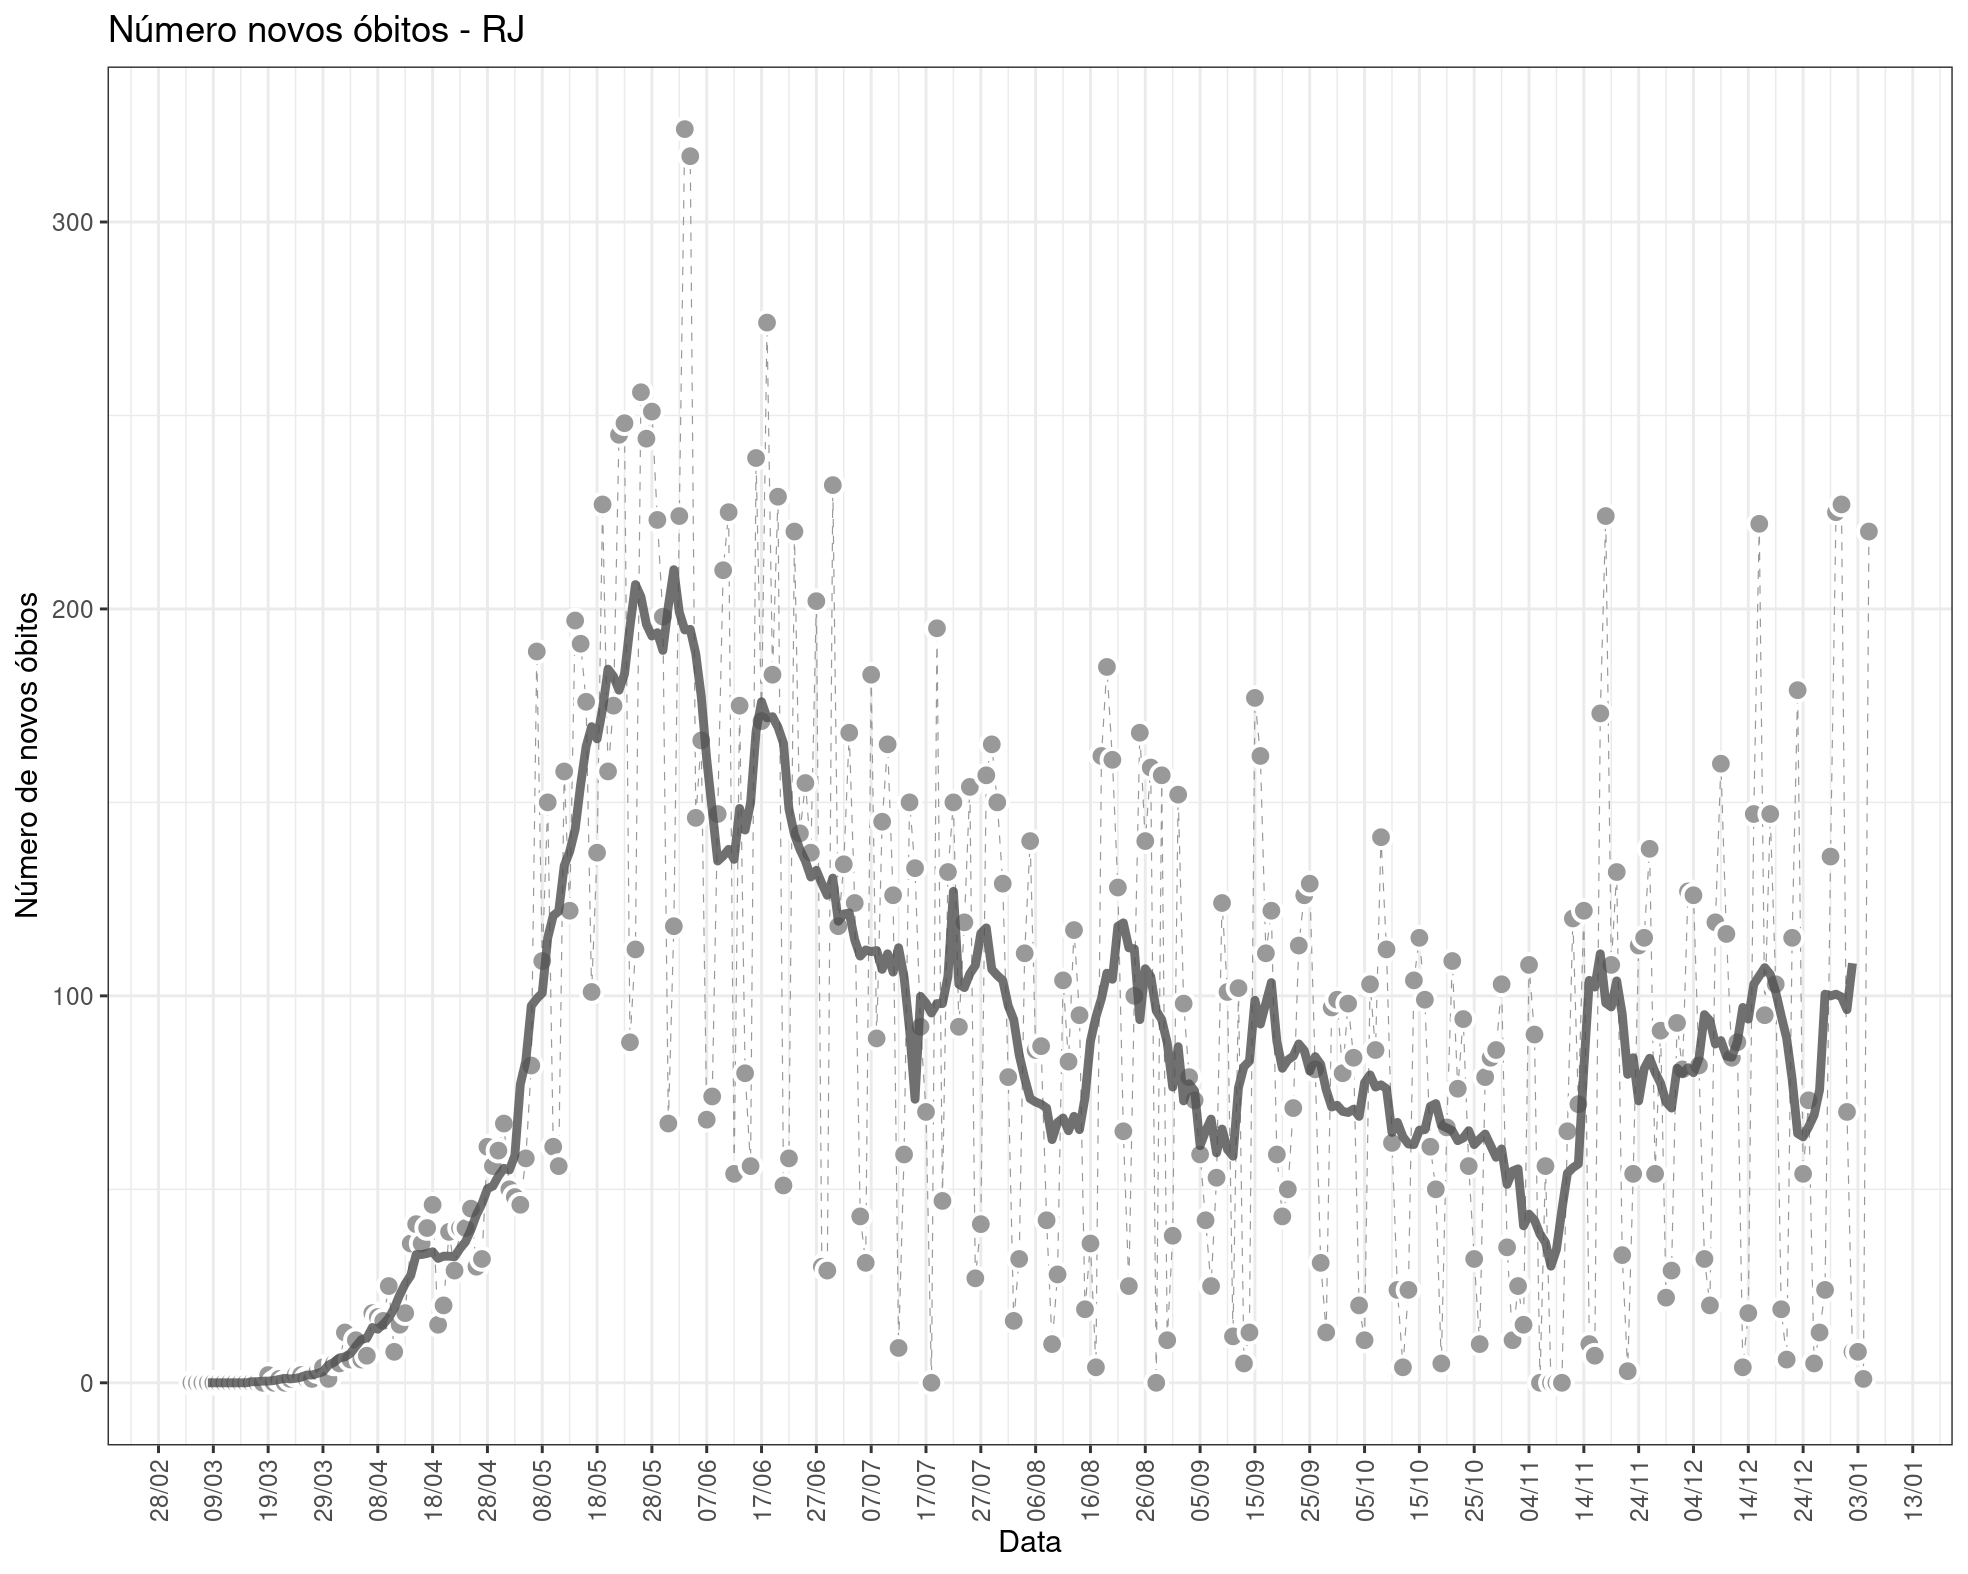 Número novos óbitos - RJ
Número de novos óbitos
300
200
100
0
28/02 09/03 19/03 29/03 08/04 18/04 28/04 08/05 18/05 28/05 07/06 17/06 27/06 07/07 17/07 27/07 06/08 16/08 26/08 05/09 15/09 25/09 05/10 15/10 25/10 04/11 14/11 24/11 04/12 14/12 24/12 03/01 13/01
Data